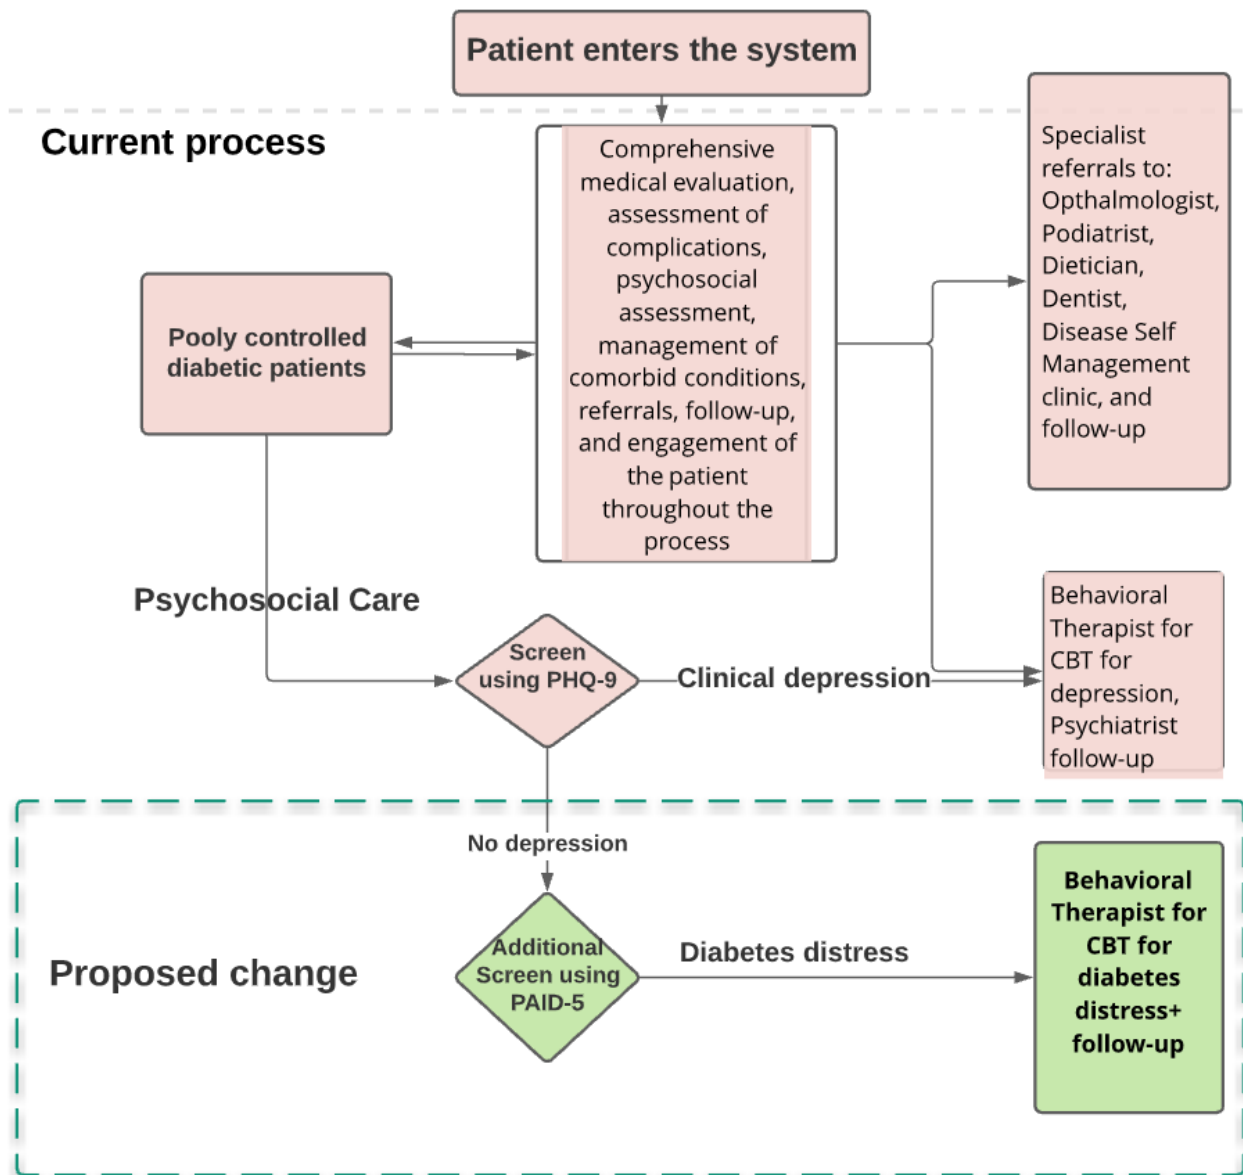 Patient enters the system
Current process
Comprehensive
medical evaluation,
assessment of
complications,
psychosocial
assessment,
management of
comorbid conditions,
referrals, follow-up,
and engagement of
the patient
throughout the
process
Specialist
referrals to:
Opthalmologist,
Podiatrist,
Dietician,
Dentist,
Disease Self
Management
clinic, and
follow-up
Pooly controlled
diabetic patients
Psychosocial Care
Screen
using PHQ-9
Clinical depression
Behavioral
Therapist for
CBT for
depression,
Psychiatrist
follow-up
No depression
Proposed change
Additional
Screen using
PAID-5
Diabetes distress
Behavioral
Therapist for
CBT for
diabetes
distress+
follow-up